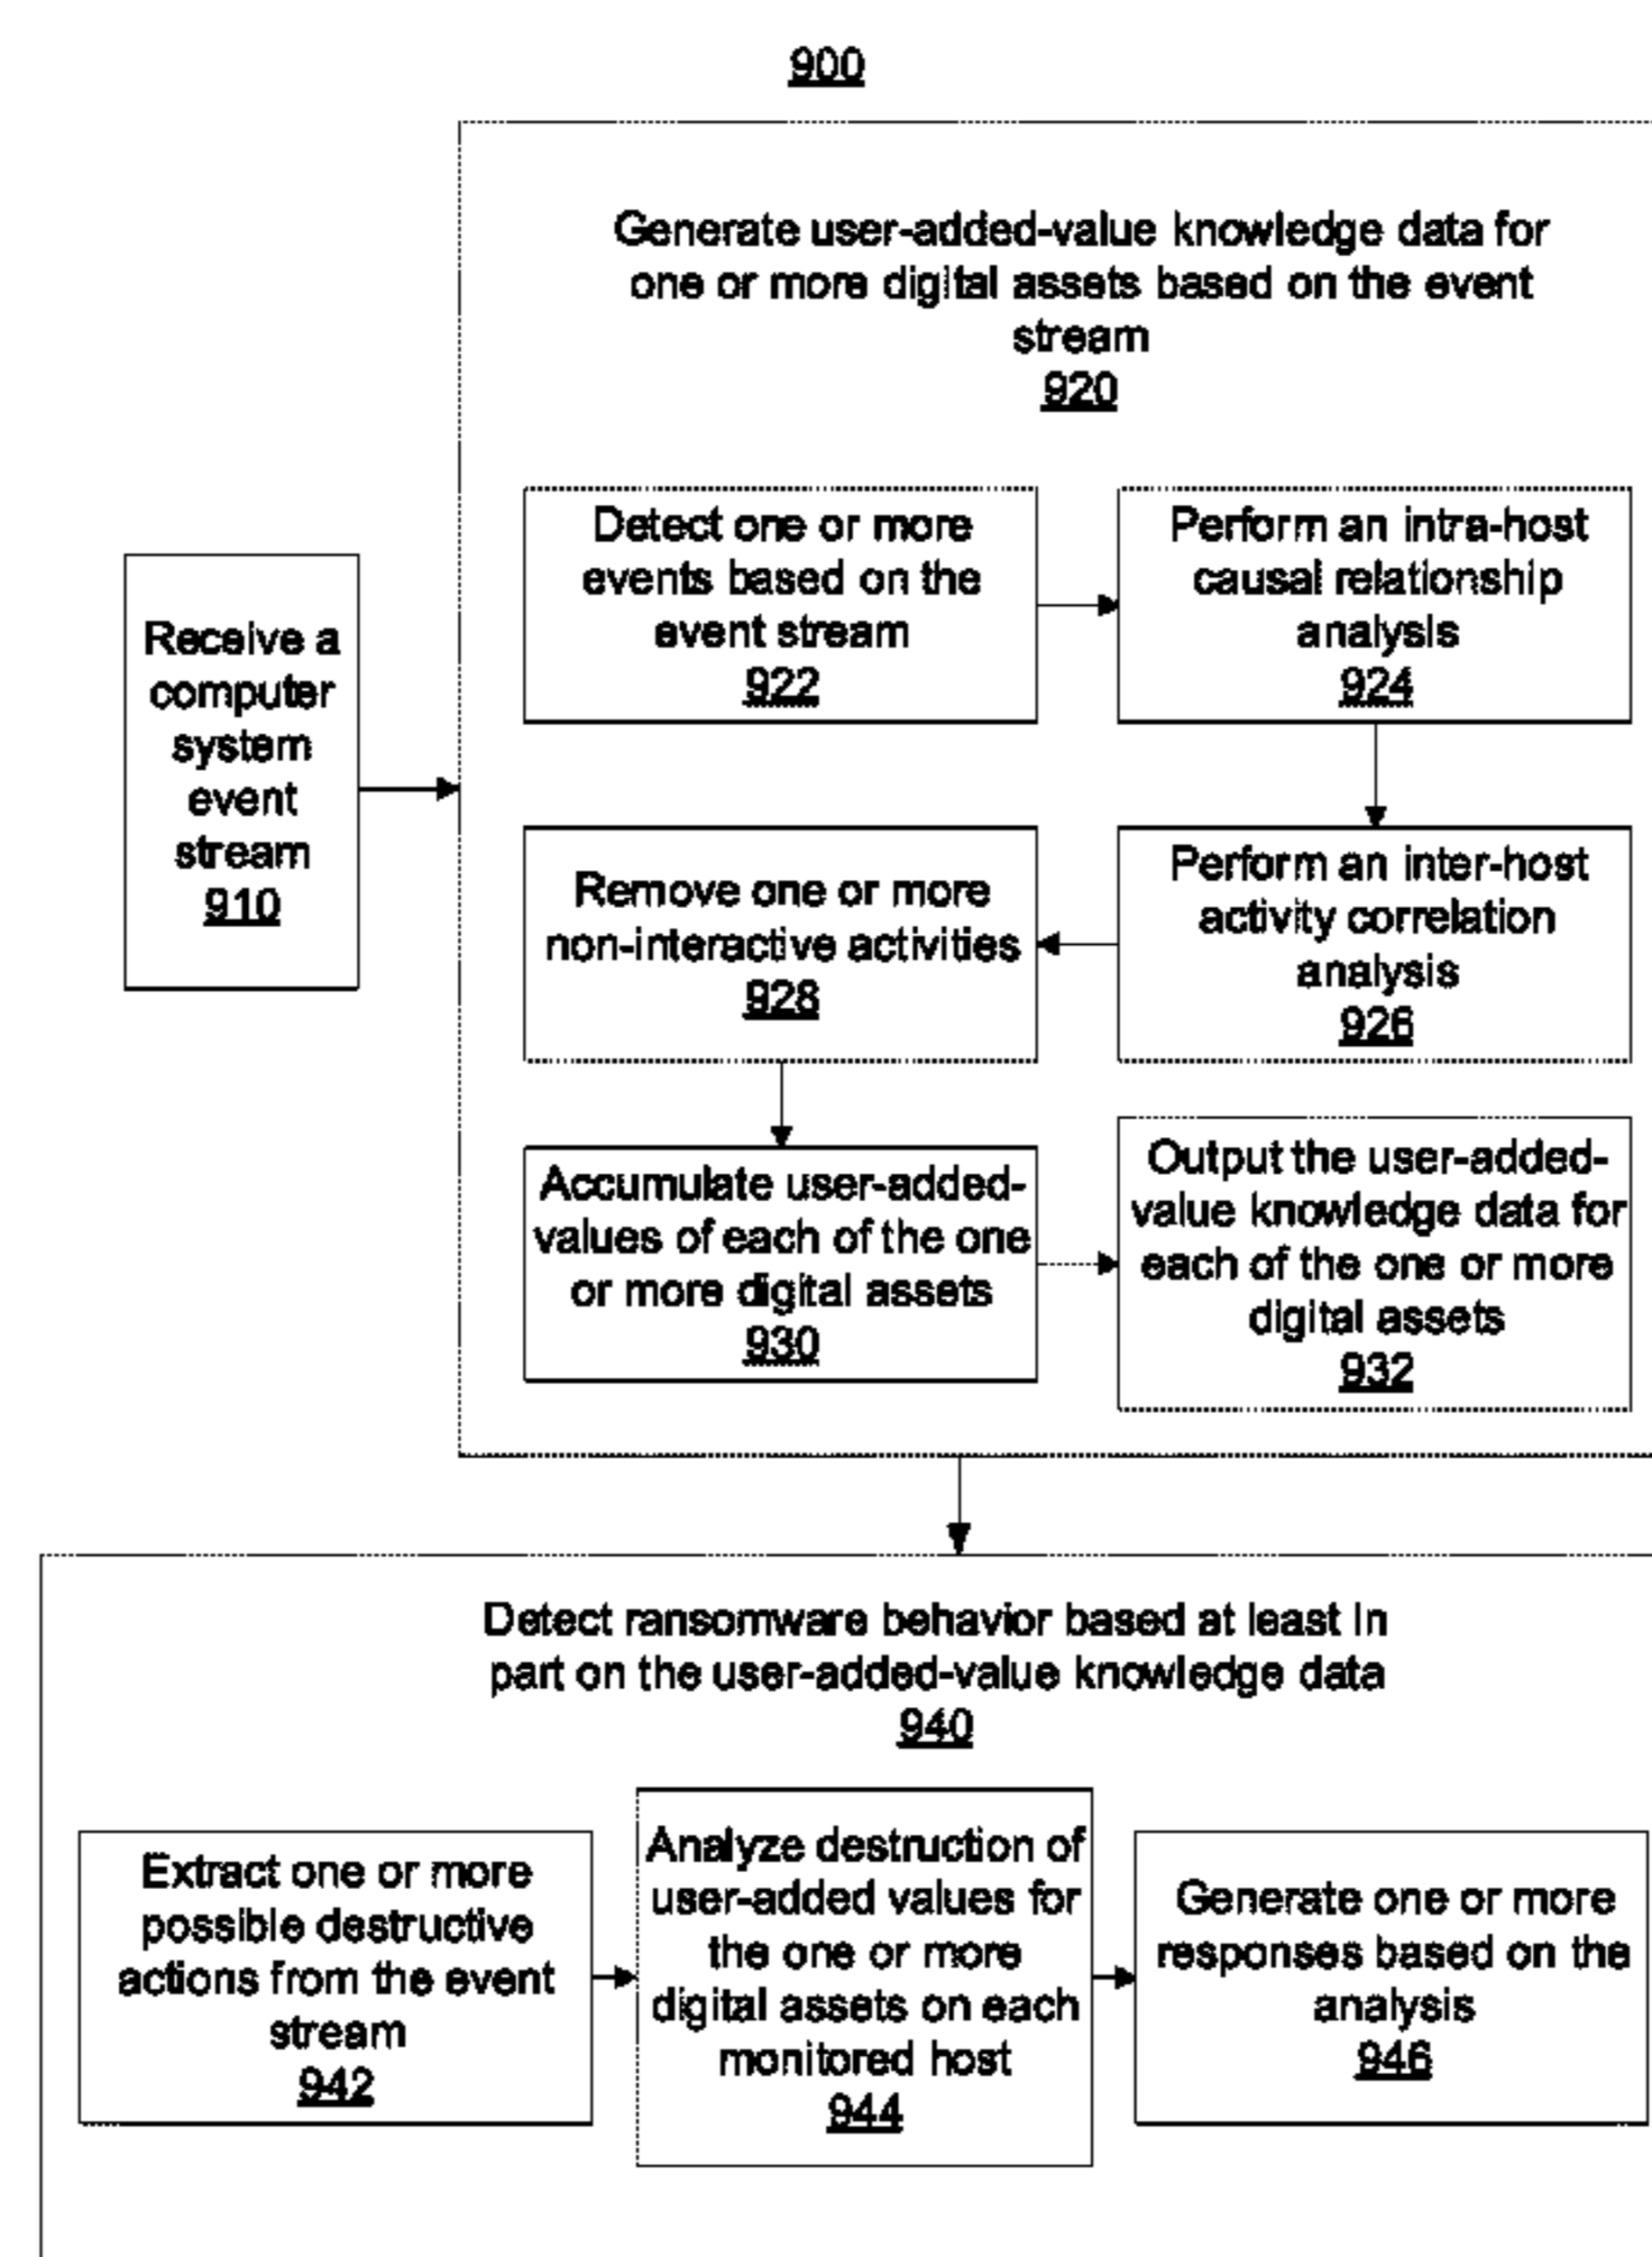 900
Generate user-added-value knowledge data for
one or more digital assets based on the event
stream
920
Receive a
computer
system
event
stream
910
Detect one or more
events based on the
event stream
922
Perform an intra-host
causal relationship
analysis
924
Perform an inter-host
activity correlation
analysis
926
Remove one or more
non-interactive activities
928
Accumulate user-added-
values of each of the one
or more digital assets
930
Output the user-added-
value knowledge data for
each of the one or more
digital assets
932
Detect ransomware behavior based at least in
part on the user-added-value knowledge data
940
Extract one or more
possible destructive
actions from the event
stream
942
Analyze destruction of
user-added values for
the one or more
digital assets on each
monitored host
944
Generate one or more
responses based on the
analysis
946